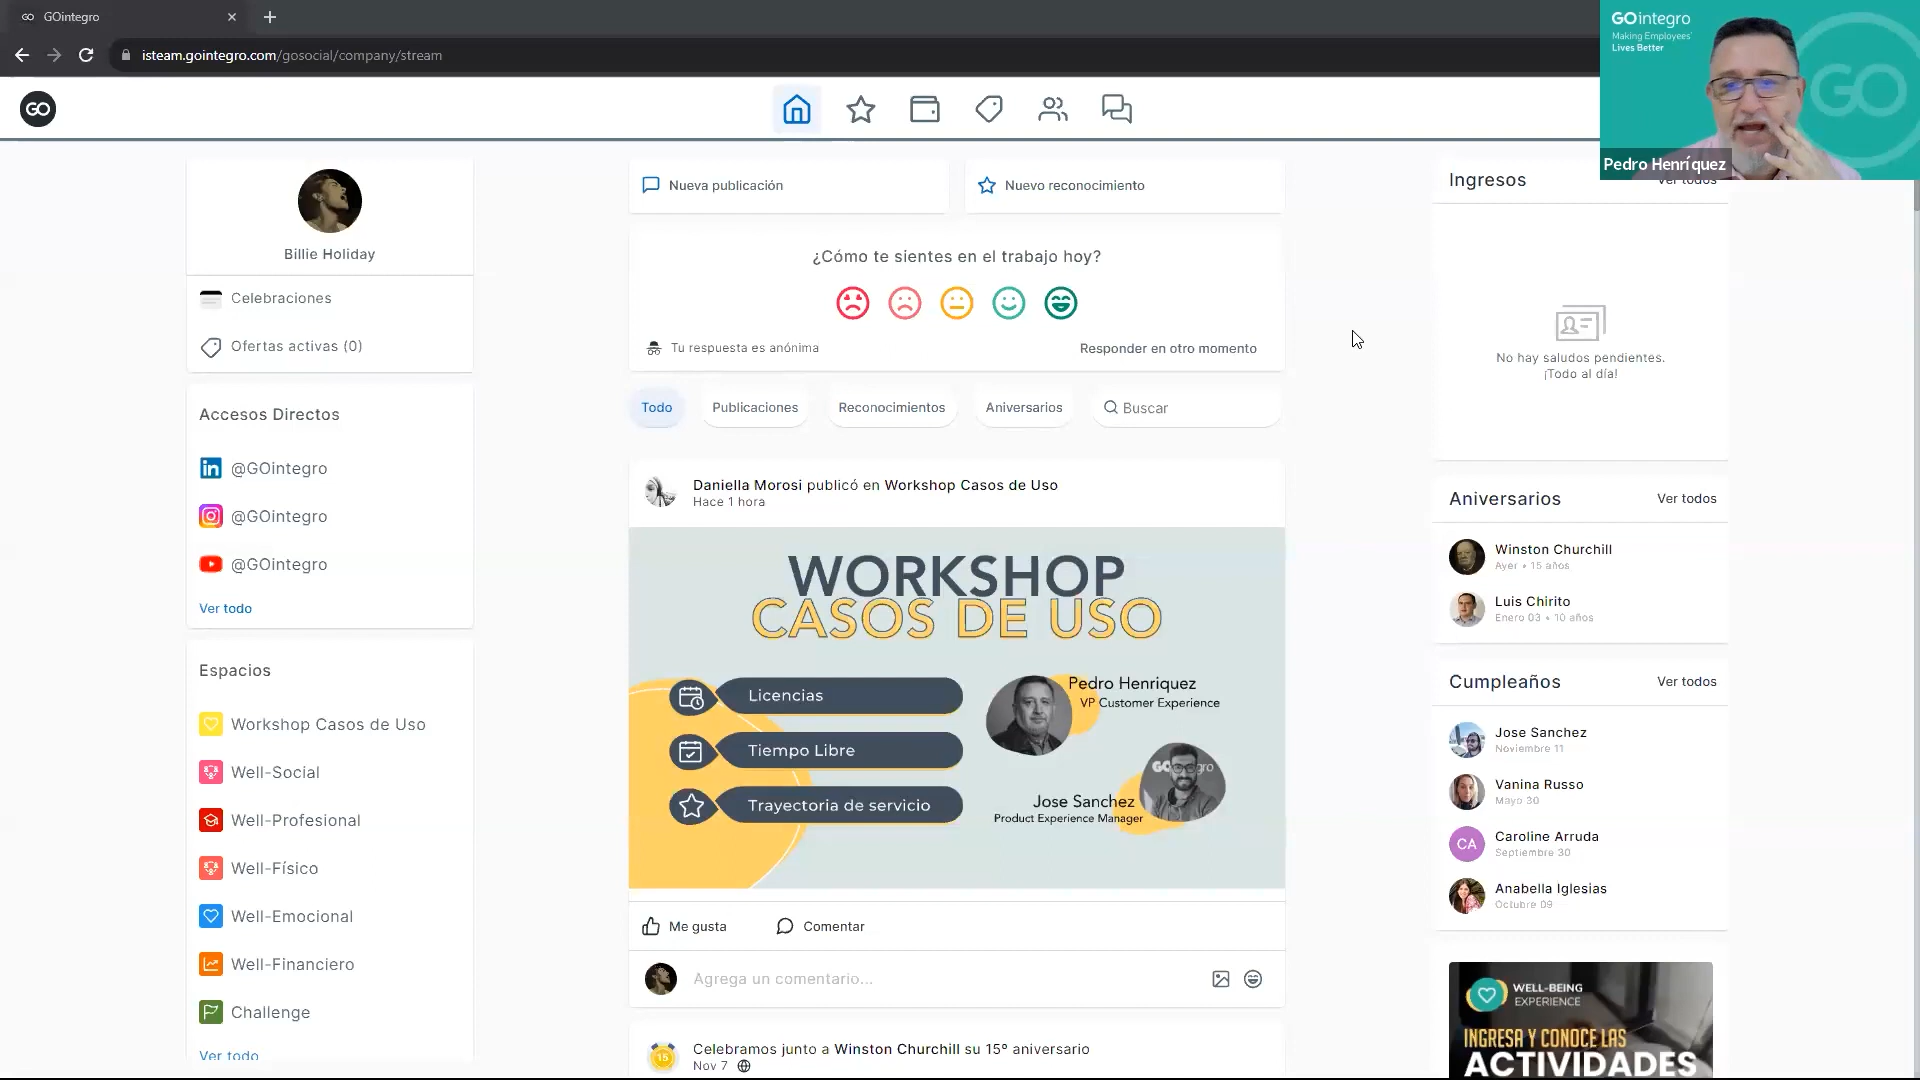 GOintegro
isteam.gointegro.com/gosocial/company/stream
GOintegro
Making Employees'
Lives Better
GO
Pedro Henríquez
GO
Billie Holiday
Celebraciones
Ofertas activas (0)
Accesos Directos
@GOintegro
@GOintegro
@GOintegro
Ver todo
Espacios
Workshop Casos de Uso
Well-Social
Well-Profesional
Well-Físico
Well-Emocional
Well-Financiero
Challenge
Ver todo
Nueva publicación
Nuevo reconocimiento
¿Cómo te sientes en el trabajo hoy?
Tu respuesta es anónima
Responder en otro momento
Todo
Publicaciones
Reconocimientos
Aniversarios
Buscar
Daniella Morosi publicó en Workshop Casos de Uso
Hace 1 hora
WORKSHOP
CASOS DE USO
Licencias
Tiempo Libre
Trayectoria de servicio
Pedro Henriquez
VP Customer Experience
Jose Sanchez
Product Experience Manager
Me gusta
Comentar
Agrega un comentario...
15
Celebramos junto a Winston Churchill su 15º aniversario
Nov 7
Ingresos
Ver todos
No hay saludos pendientes.
¡Todo al día!
Aniversarios
Ver todos
Winston Churchill
Ayer • 15 años
Luis Chirito
Enero 03 • 10 años
Cumpleaños
Ver todos
Jose Sanchez
Noviembre 11
Vanina Russo
Mayo 30
CA
Caroline Arruda
Septiembre 30
Anabella Iglesias
Octubre 09
WELL-BEING
EXPERIENCE
INGRESA Y CONOCE LAS
ACTIVIDADES